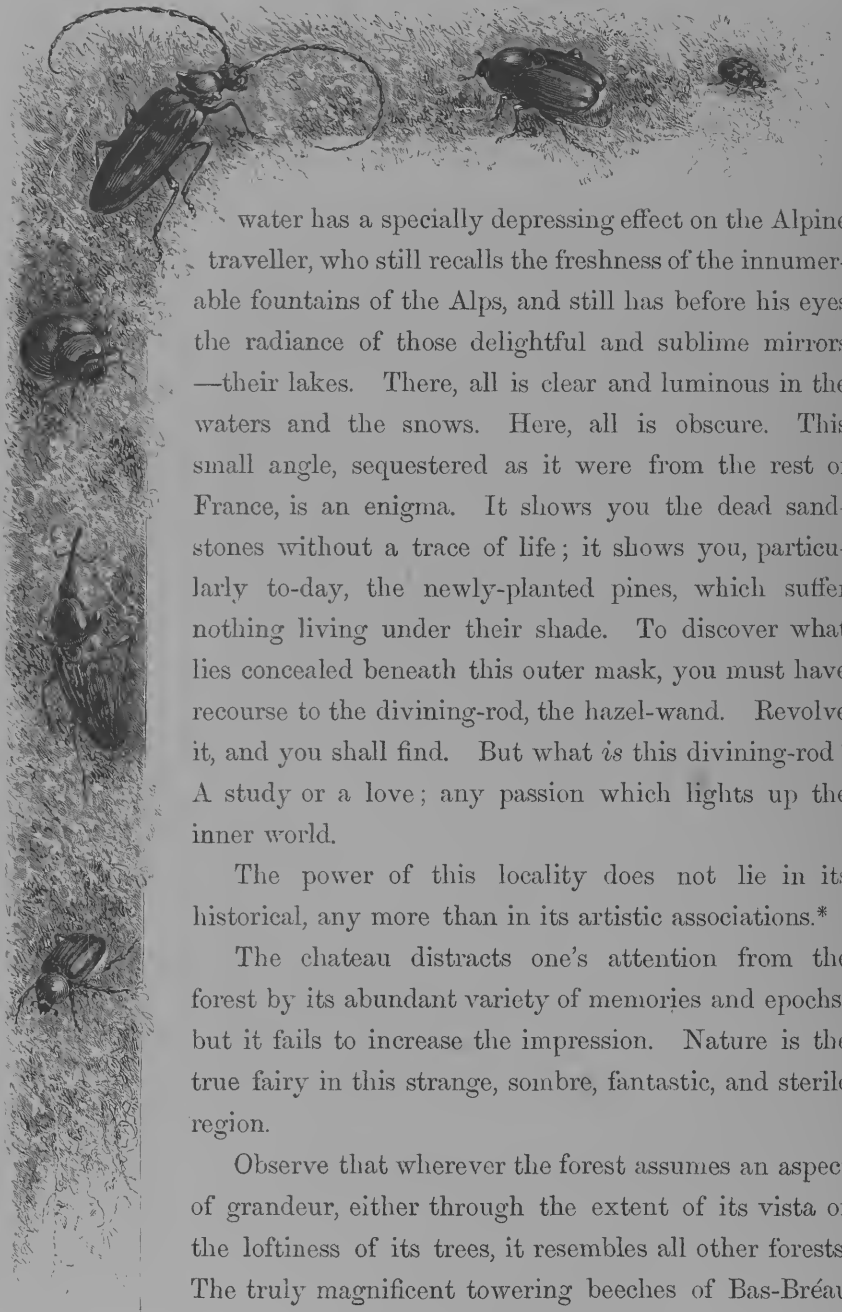 water has a specially depressing effect on the Alpine
traveller, who still recalls the freshness of the innumer-
able fountains of the Alps, and still has before his eyes
the radiance of those delightful and sublime mirrors
—their lakes. There, all is clear and luminous in the
waters and the snows. Here, all is obscure. This
small angle, sequestered as it were from the rest of
France, is an enigma. It shows you the dead sand-
stones without a trace of life; it shows you, particu-
larly to-day, the newly-planted pines, which suffer
nothing living under their shade. To discover what
lies concealed beneath this outer mask, you must have
recourse to the divining-rod, the hazel-wand. Revolve
it, and you shall find. But what is this divining-rod
A study or a love; any passion which lights up the
inner world.
The power of this locality does not lie in its
historical, any more than in its artistic associations.*
The chateau distracts one's attention from the
forest by its abundant variety of memories and epochs
but it fails to increase the impression. Nature is the
true fairy in this strange, sombre, fantastic, and sterile
region.
Observe that wherever the forest assumes an aspect
of grandeur, either through the extent of its vista or
the loftiness of its trees, it resembles all other forests
The truly magnificent towering beeches of Bas-Bréau